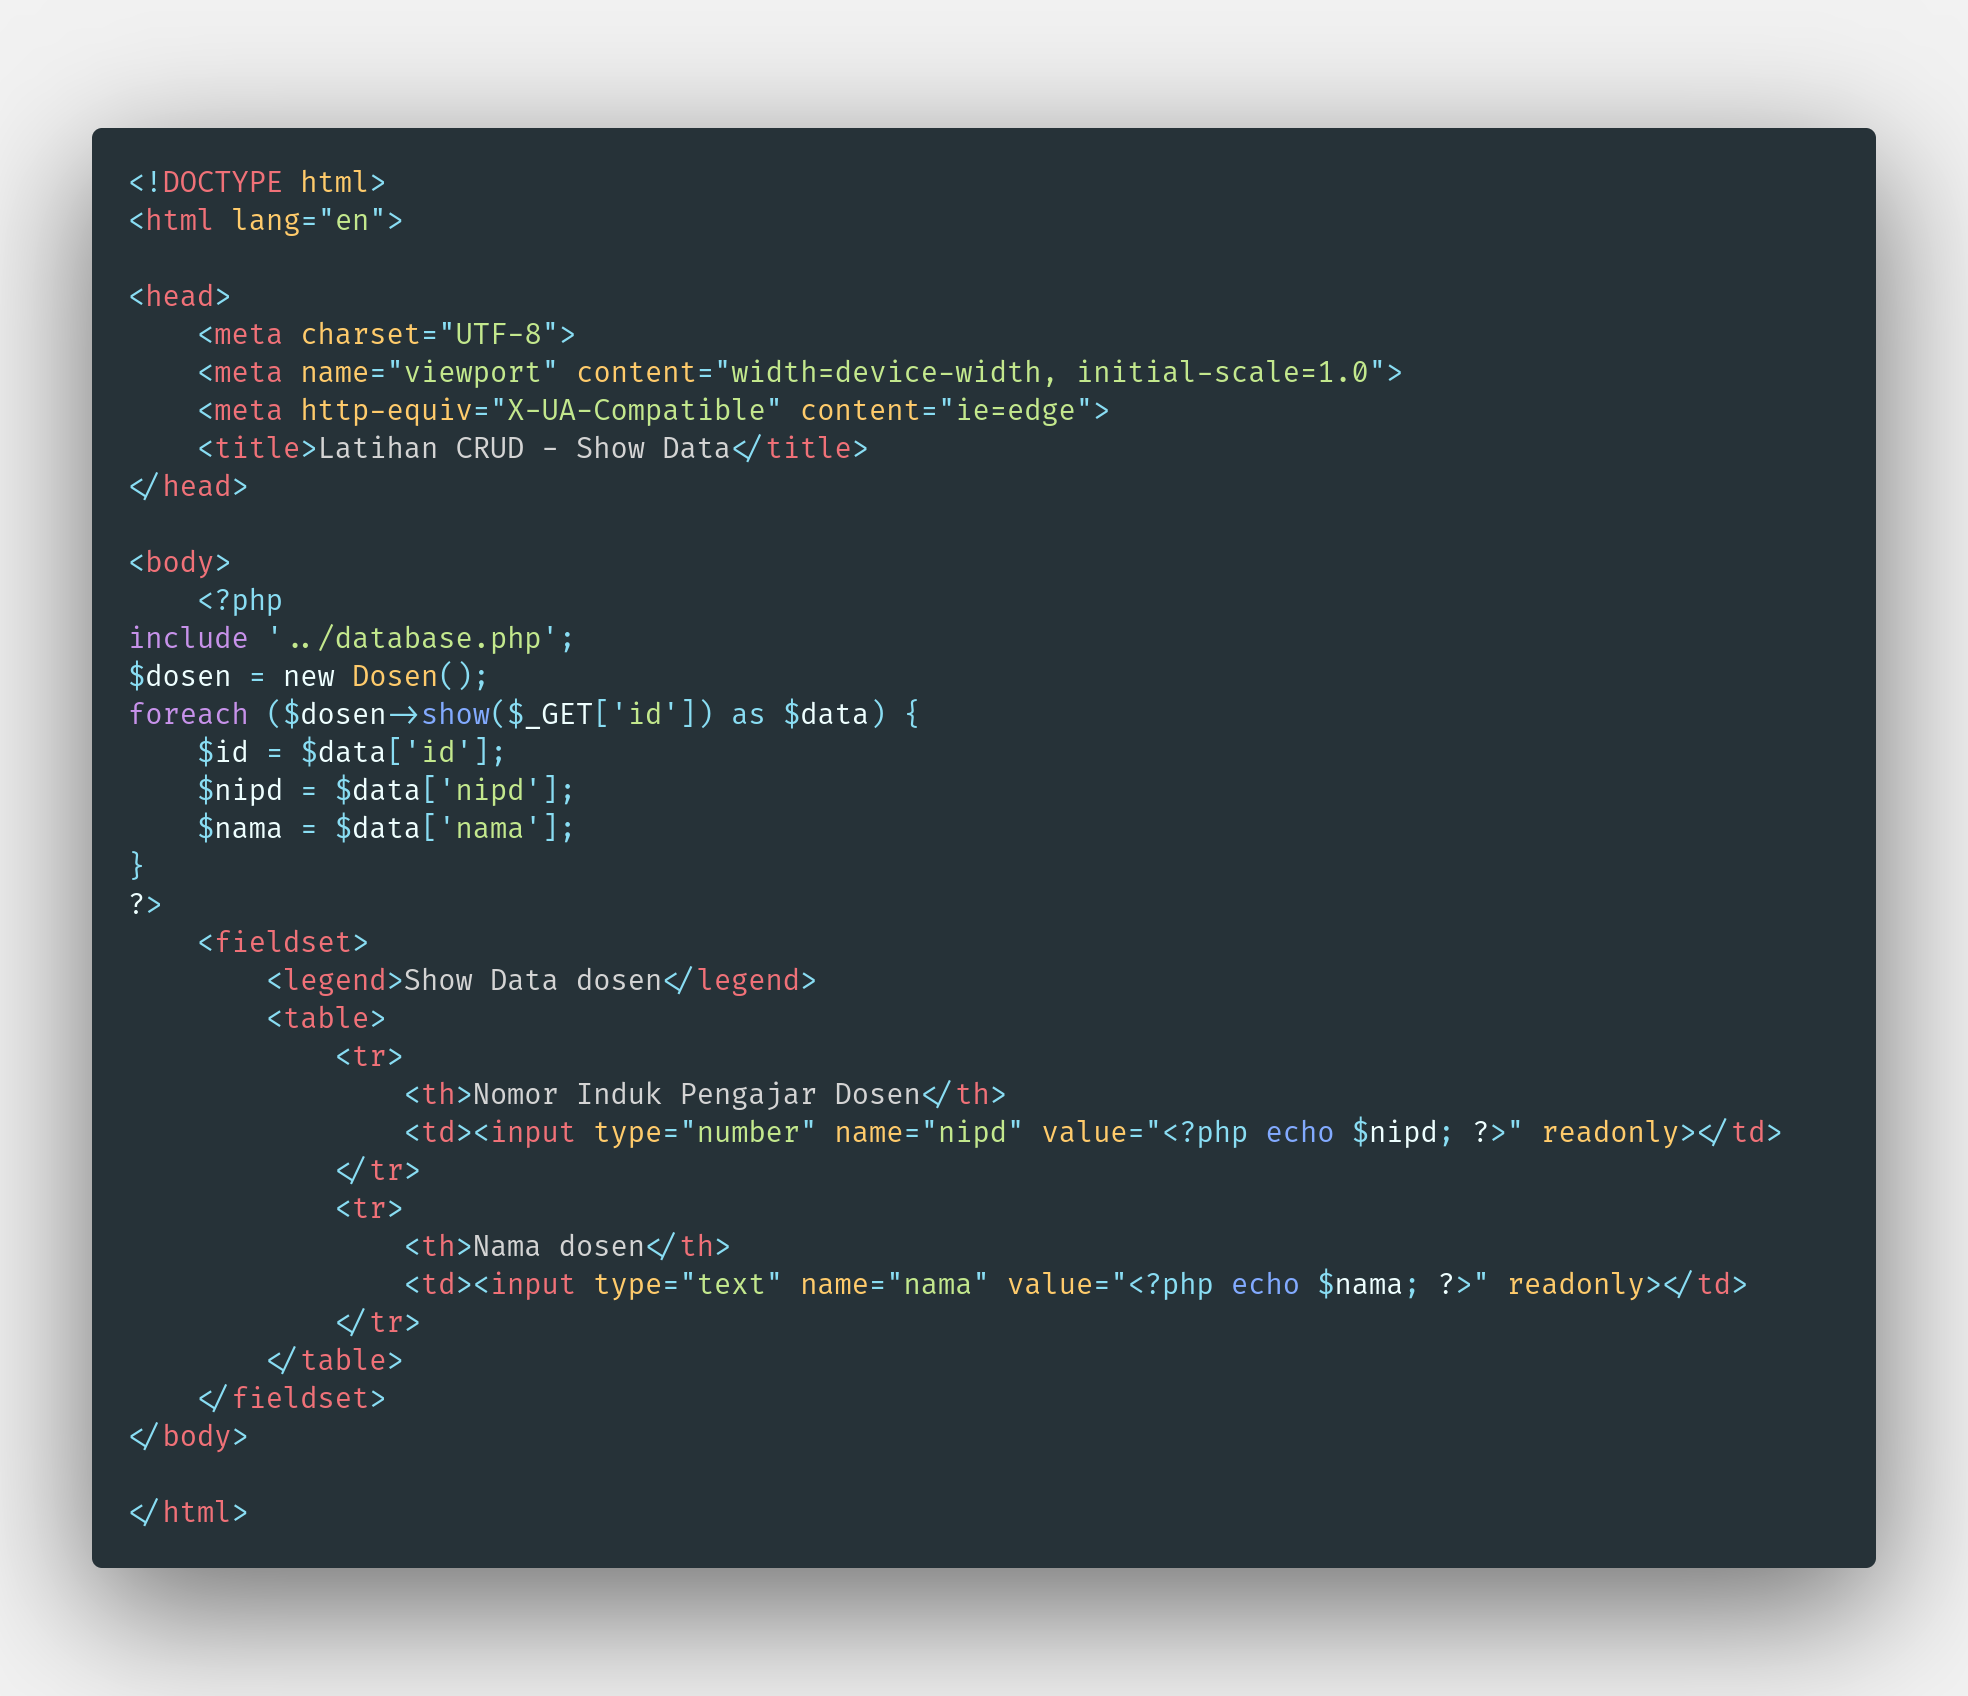 <!DOCTYPE html>
<html lang="en">
<head>
    <meta charset="UTF-8">
    <meta name="viewport" content="width=device-width, initial-scale=1.0">
    <meta http-equiv="X-UA-Compatible" content="ie=edge">
    <title>Latihan CRUD - Show Data</title>
</head>
<body>
    <?php
include '../database.php';
$dosen = new Dosen();
foreach ($dosen->show($_GET['id']) as $data) {
    $id = $data['id'];
    $nipd = $data['nipd'];
    $nama = $data['nama'];
}
?>
    <fieldset>
        <legend>Show Data dosen</legend>
        <table>
            <tr>
                <th>Nomor Induk Pengajar Dosen</th>
                <td><input type="number" name="nipd" value="<?php echo $nipd; ?>" readonly></td>
            </tr>
            <tr>
                <th>Nama dosen</th>
                <td><input type="text" name="nama" value="<?php echo $nama; ?>" readonly></td>
            </tr>
        </table>
    </fieldset>
</body>
</html>